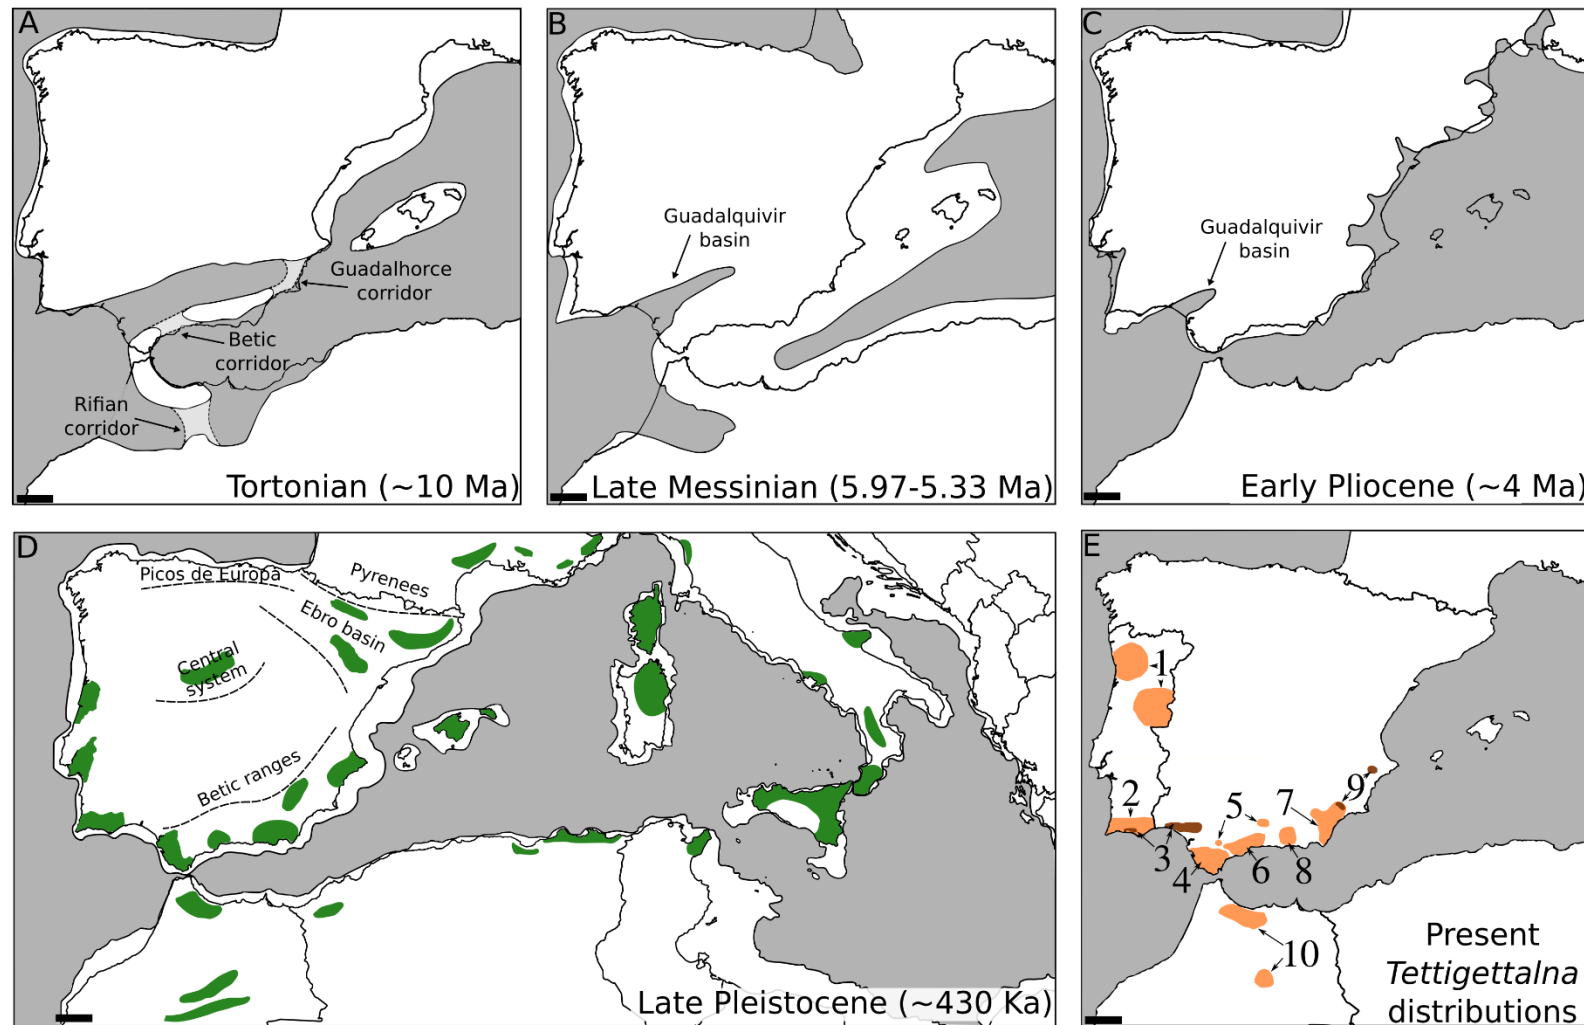 A
Guadalhorce
corridor
Betic
corridor
Rifian
corridor
Tortonian (~10 Ma)
B
Guadalquivir
basin
Late Messinian (5.97-5.33 Ma)
C
Guadalquivir
basin
Early Pliocene (~4 Ma)
D
Picos de Europa
Pyrenees
Ebro basin
Central
system
Betic ranges
Late Pleistocene (~430 Ka)
E
1
2
3
4
5
6
7
8
9
10
Present
Tettigettalna
distributions